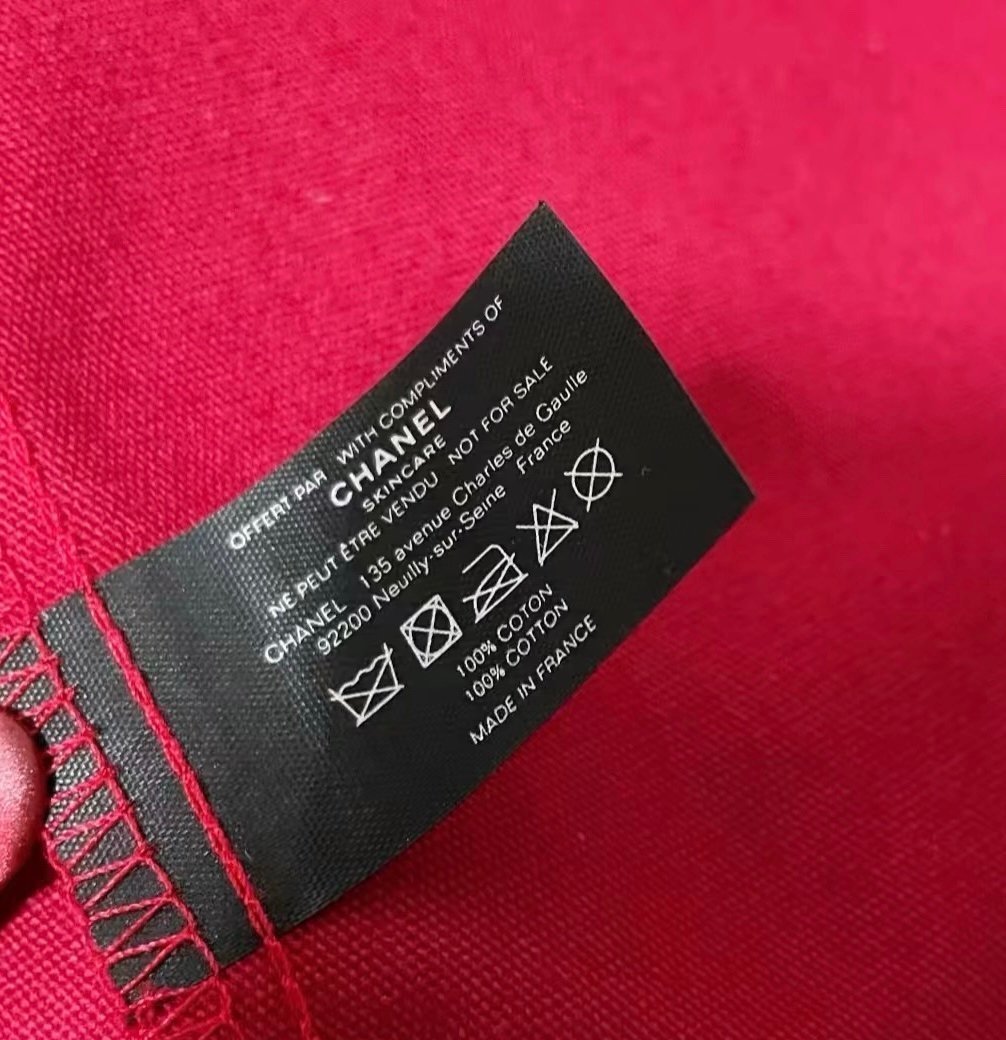 OFFERT PAR WITH COMPLIMENTS OF
CHANEL
SKINCARE
NE PEUT ÊTRE VENDU NOT FOR SALE
CHANEL 135 avenue Charles de Gaulle
92200 Neuilly-sur-Seine France
100% COTON
100% COTTON
MADE IN FRANCE